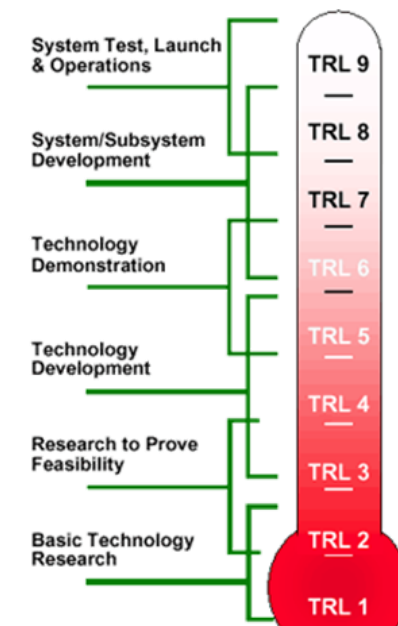 System Test, Launch
& Operations
System/Subsystem
Development
Technology
Demonstration
Technology
Development
Research to Prove
Feasibility
Basic Technology
Research
TRL 9
TRL 8
TRL 7
TRL 6
TRL 5
TRL 4
TRL 3
TRL 2
TRL 1